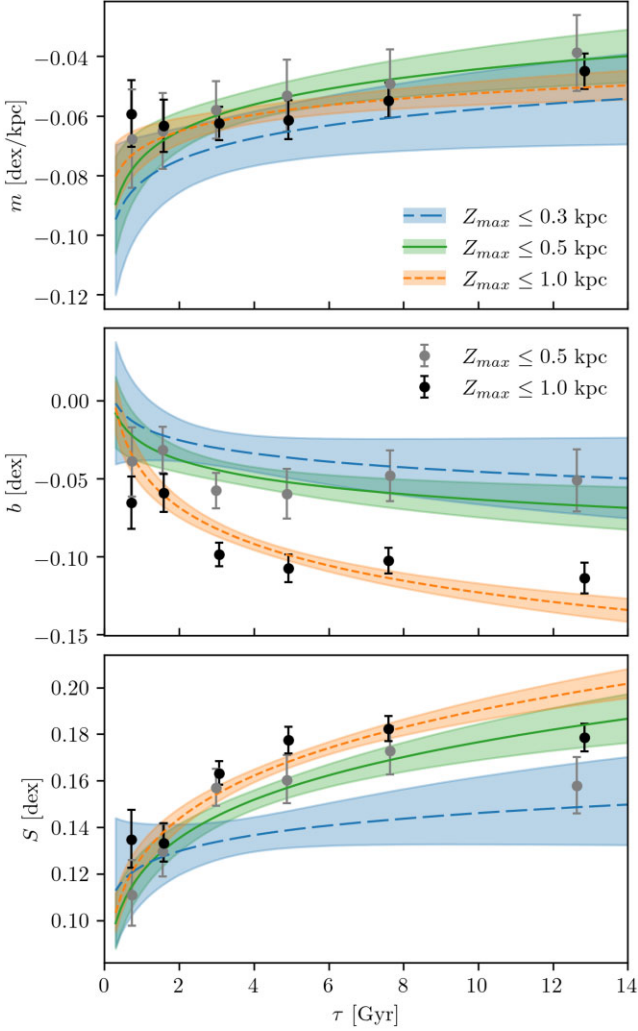 −0.04
−0.06
−0.08
−0.10
−0.12
m [dex/kpc]
Z_max ≤ 0.3 kpc
Z_max ≤ 0.5 kpc
Z_max ≤ 1.0 kpc
0.00
−0.05
−0.10
−0.15
b [dex]
Z_max ≤ 0.5 kpc
Z_max ≤ 1.0 kpc
0.20
0.18
0.16
0.14
0.12
0.10
S [dex]
0 2 4 6 8 10 12 14
τ [Gyr]